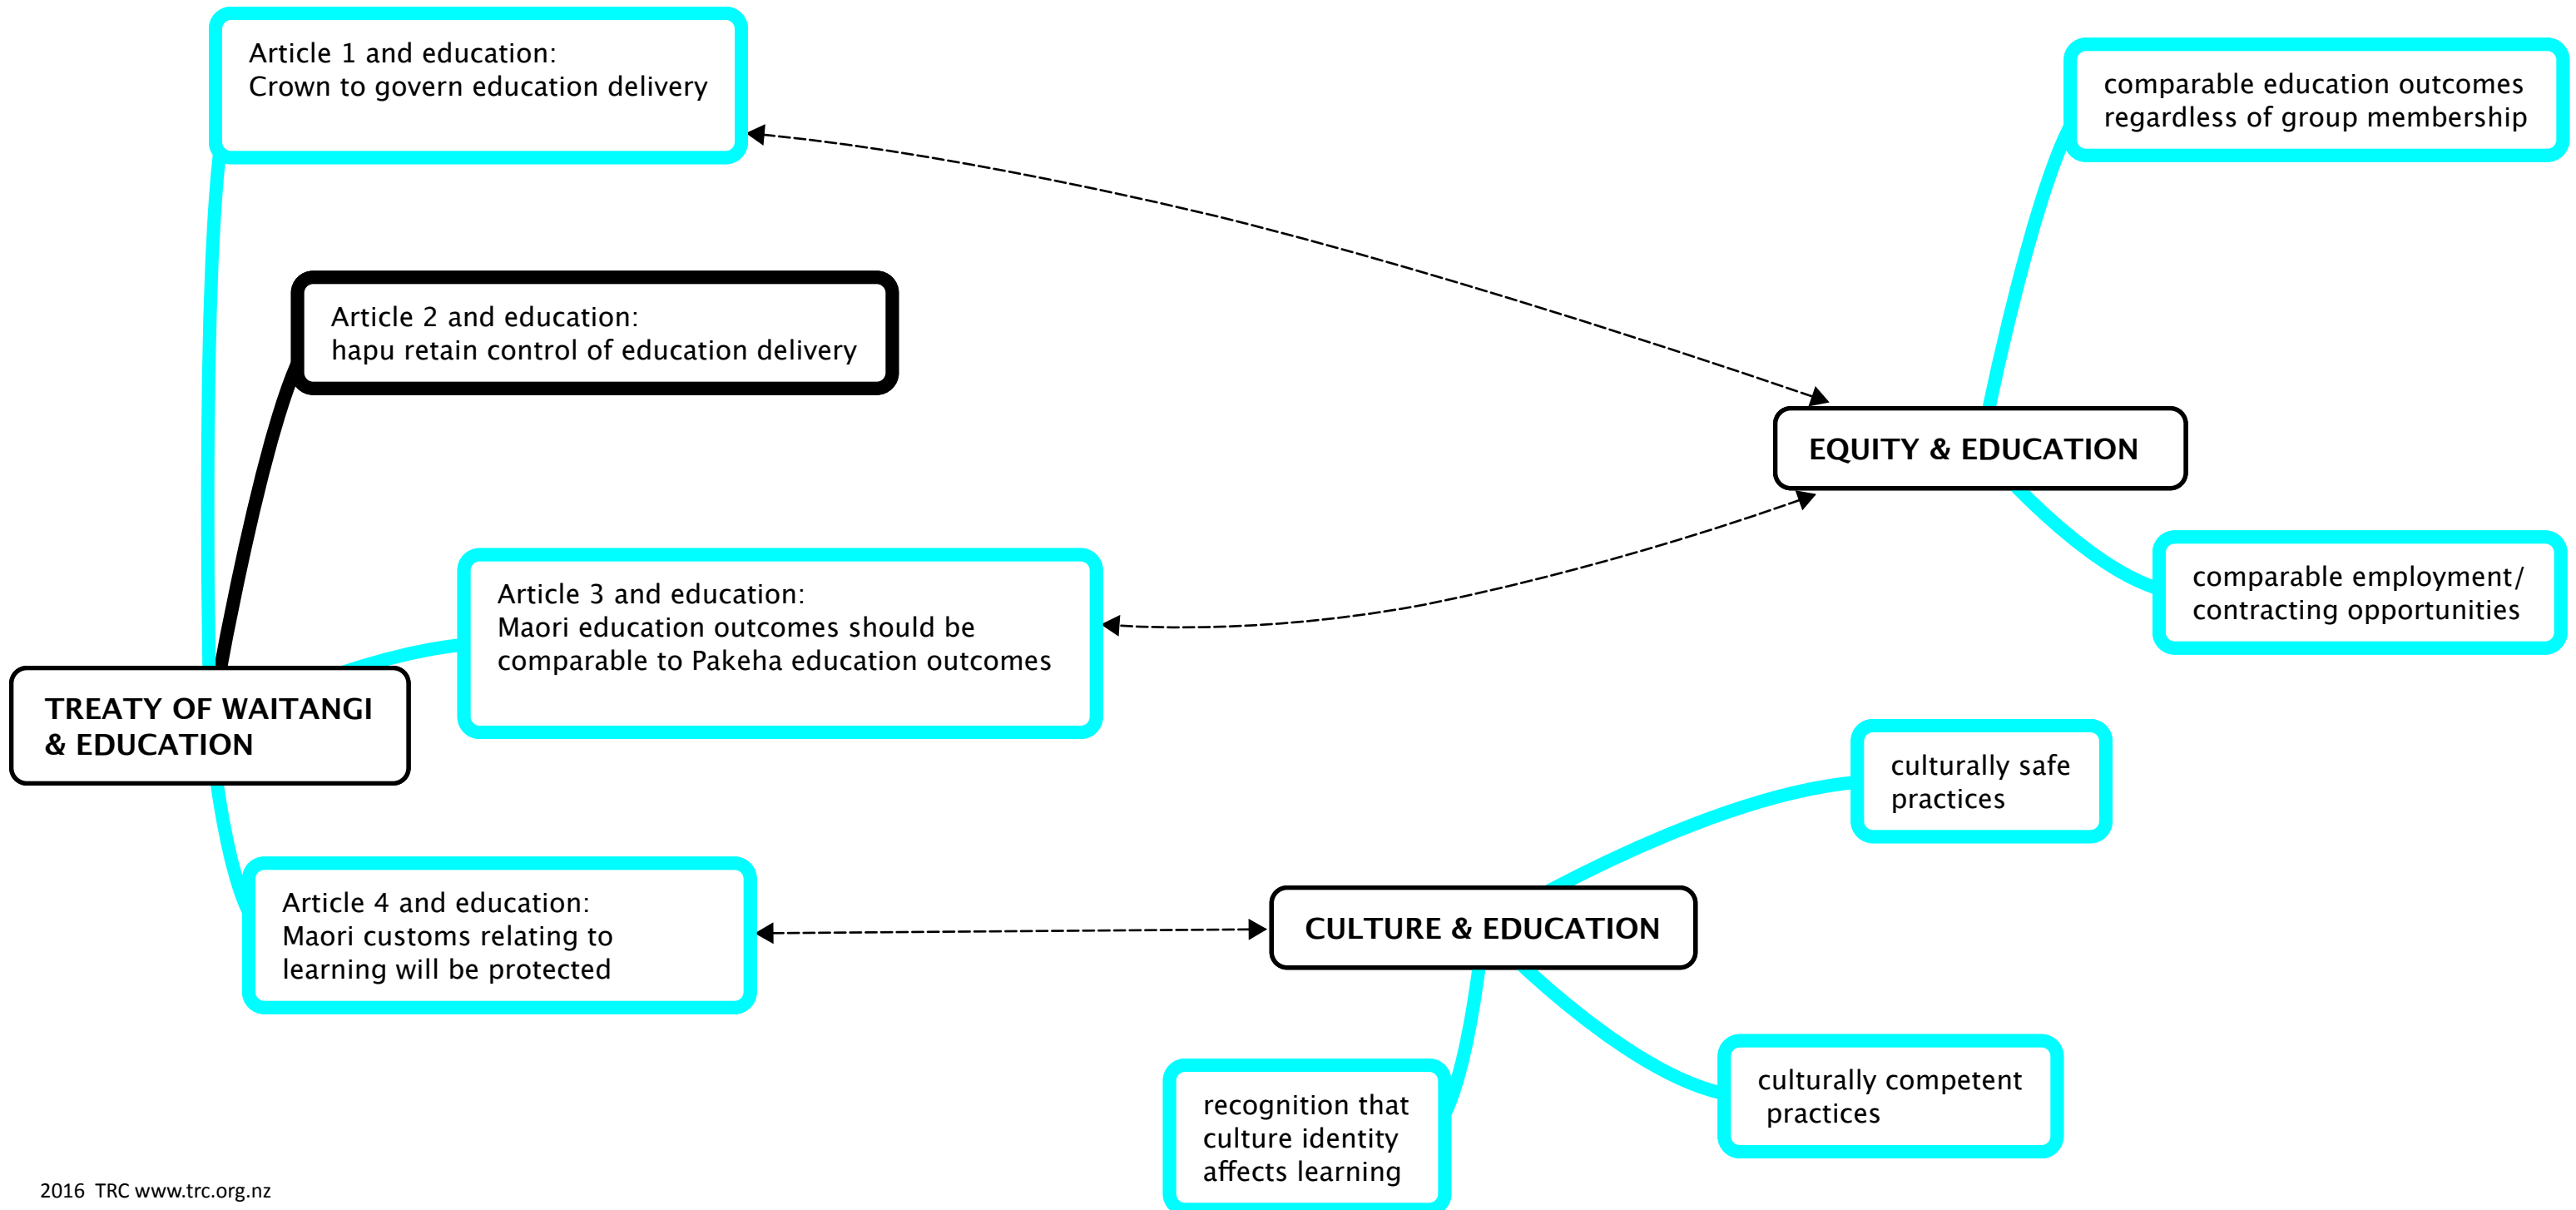 Article 1 and education:
Crown to govern education delivery
Article 2 and education:
hapu retain control of education delivery
Article 3 and education:
Maori education outcomes should be
comparable to Pakeha education outcomes
TREATY OF WAITANGI
& EDUCATION
Article 4 and education:
Maori customs relating to
learning will be protected
comparable education outcomes
regardless of group membership
EQUITY & EDUCATION
comparable employment/
contracting opportunities
culturally safe
practices
CULTURE & EDUCATION
culturally competent
practices
recognition that
culture identity
affects learning
2016 TRC www.trc.org.nz